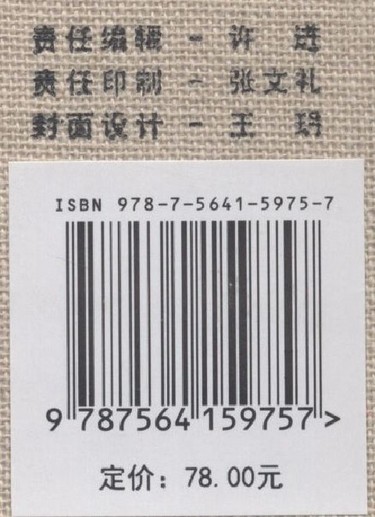 责任编辑 - 许 进
责任印制 - 张文礼
封面设计 - 王 玥
ISBN 978-7-5641-5975-7
9 787564 159757 >
定价：78.00元